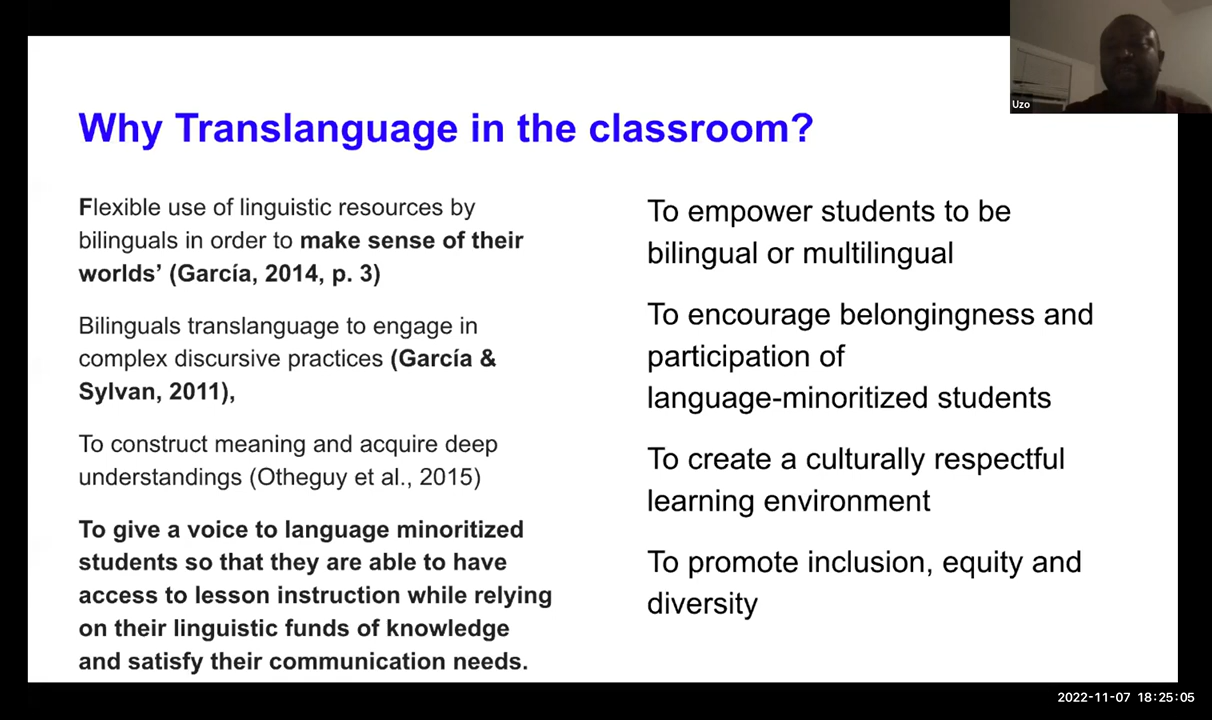 Why Translanguage in the classroom?
Flexible use of linguistic resources by
bilinguals in order to make sense of their
worlds’ (García, 2014, p. 3)
Bilinguals translanguage to engage in
complex discursive practices (García &
Sylvan, 2011),
To construct meaning and acquire deep
understandings (Otheguy et al., 2015)
To give a voice to language minoritized
students so that they are able to have
access to lesson instruction while relying
on their linguistic funds of knowledge
and satisfy their communication needs.
To empower students to be
bilingual or multilingual
To encourage belongingness and
participation of
language-minoritized students
To create a culturally respectful
learning environment
To promote inclusion, equity and
diversity
Uzo
2022-11-07 18:25:05